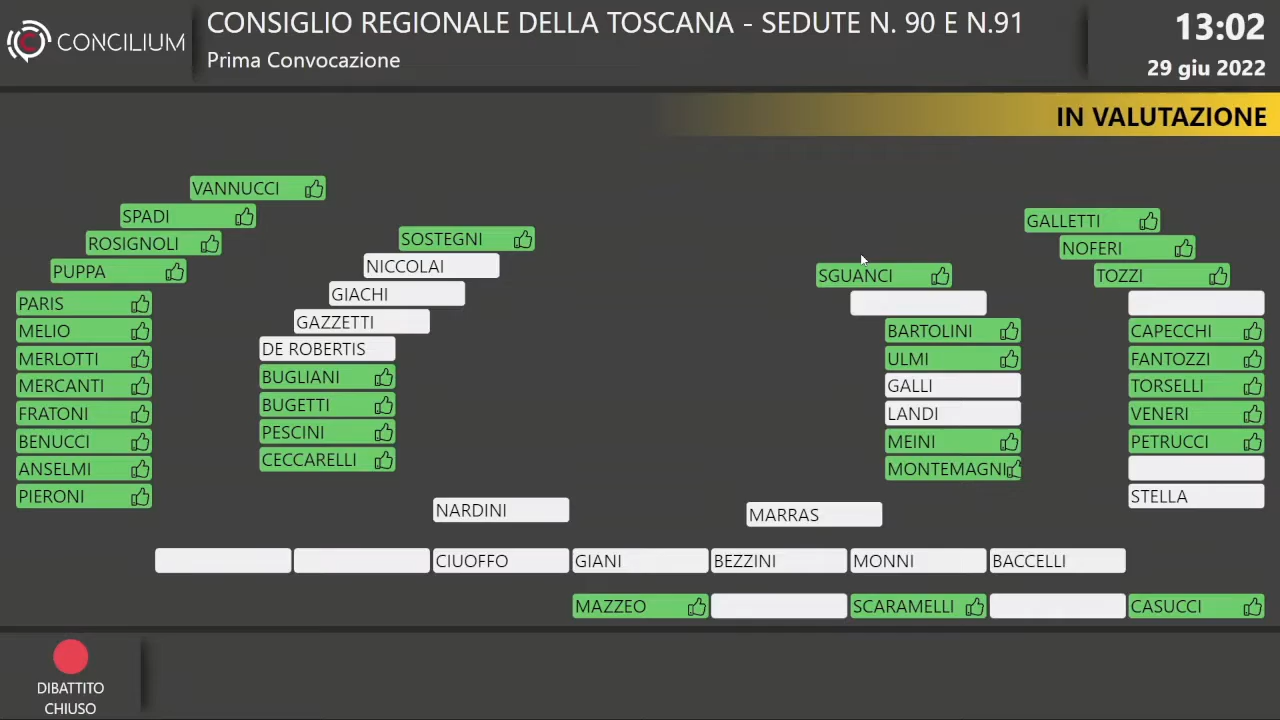 CONCILIUM
CONSIGLIO REGIONALE DELLA TOSCANA - SEDUTE N. 90 E N.91
Prima Convocazione
13:02
29 giu 2022
IN VALUTAZIONE
VANNUCCI
SPADI
ROSIGNOLI
PUPPA
PARIS
MELIO
MERLOTTI
MERCANTI
FRATONI
BENUCCI
ANSELMI
PIERONI
SOSTEGNI
NICCOLAI
GIACHI
GAZZETTI
DE ROBERTIS
BUGLIANI
BUGETTI
PESCINI
CECCARELLI
SGUANCI
BARTOLINI
ULMI
GALLI
LANDI
MEINI
MONTEMAGNI
GALLETTI
NOFERI
TOZZI
CAPECCHI
FANTOZZI
TORSELLI
VENERI
PETRUCCI
STELLA
NARDINI
MARRAS
CIUOFFO
GIANI
BEZZINI
MONNI
BACCELLI
MAZZEO
SCARAMELLI
CASUCCI
DIBATTITO
CHIUSO